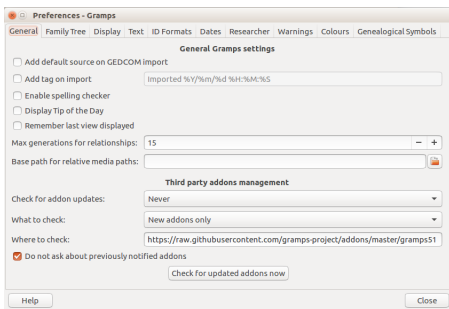 Preferences - Gramps
General Family Tree Display Text ID Formats Dates Researcher Warnings Colours Genealogical Symbols
General Gramps settings
Add default source on GEDCOM import
Add tag on import Imported %Y/%m/%d %H:%M:%S
Enable spelling checker
Display Tip of the Day
Remember last view displayed
Max generations for relationships: 15 − +
Base path for relative media paths:
Third party addons management
Check for addon updates: Never
What to check: New addons only
Where to check: https://raw.githubusercontent.com/gramps-project/addons/master/gramps51
Do not ask about previously notified addons
Check for updated addons now
Help Close